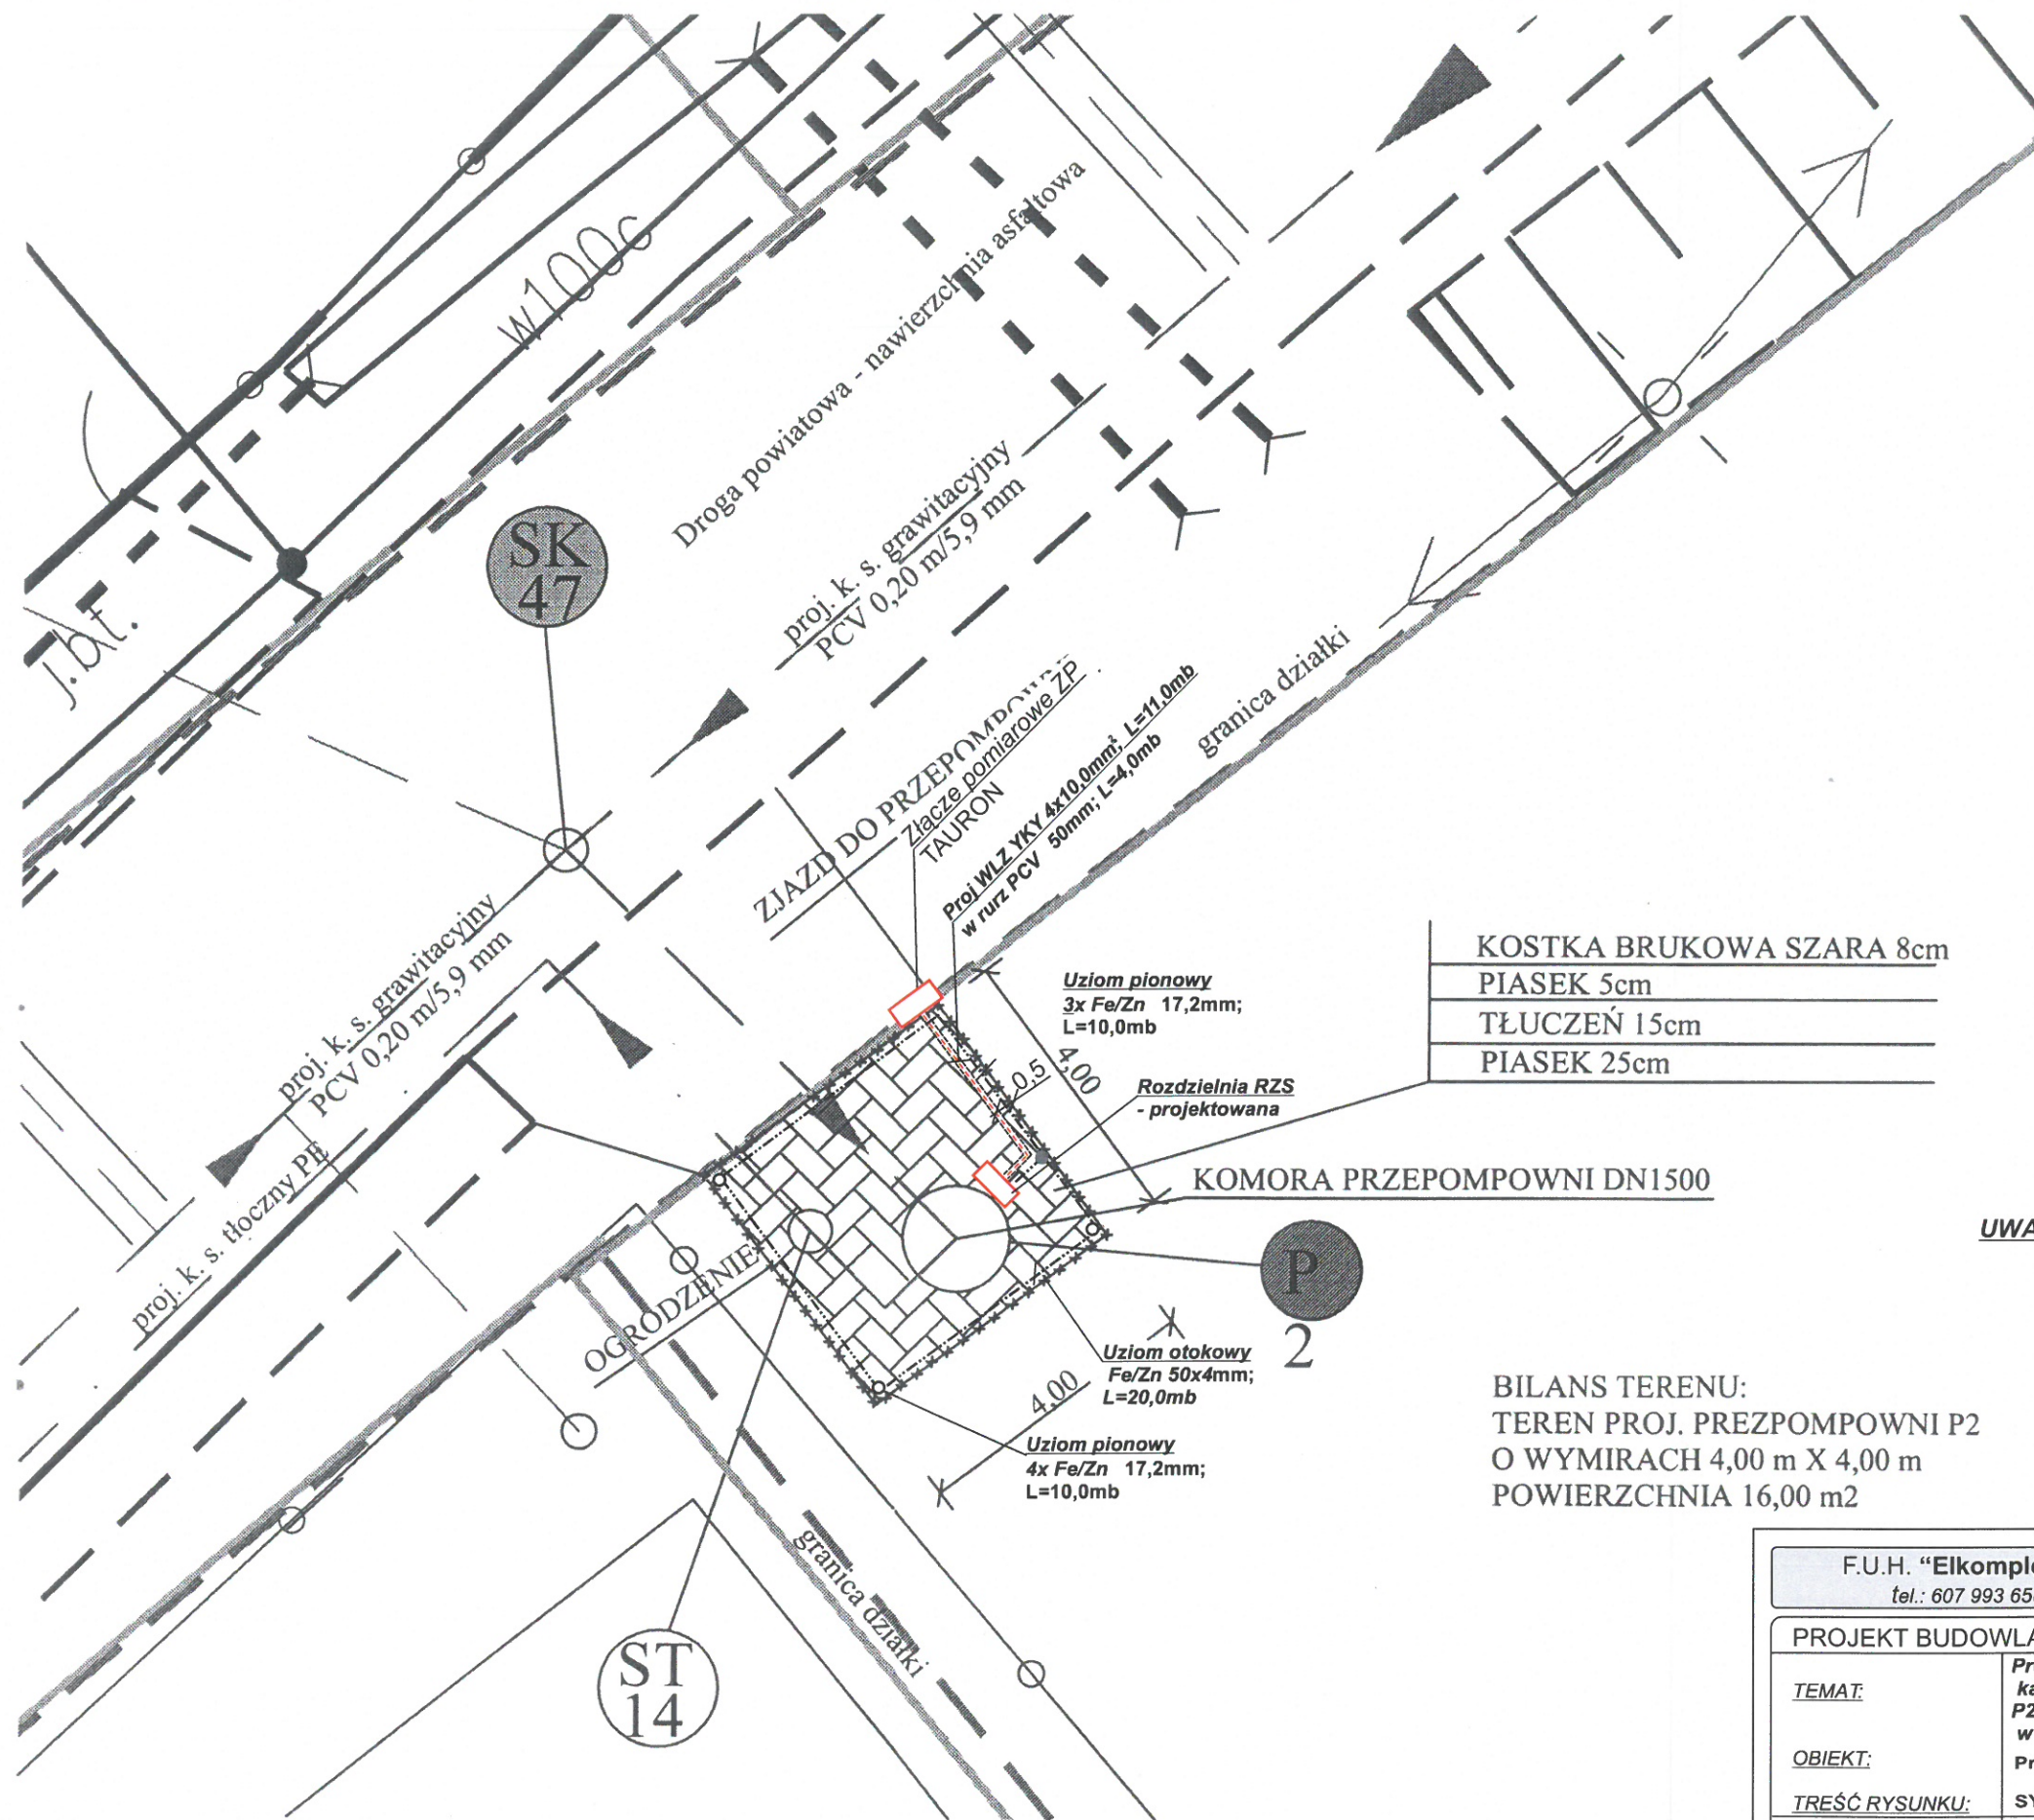 w100c
Droga powiatowa - nawierzchnia asfaltowa
SK
47
proj. k. s. grawitacyjny
PCV 0,20 m/5,9 mm
j.bt.
ZJAZD DO
Złącze pomiarowe ZP
TAURON
Proj WLZ YKY 4x10,0mm², L=11,0mb
w rurz PCV 50mm; L=4,0mb
granica działki
proj. k. s. grawitacyjny
PCV 0,20 m/5,9 mm
proj. k. s. tłoczny PE
Uziom pionowy
3x Fe/Zn 17,2mm;
L=10,0mb
0,5
4,00
Rozdzielnia RZS
- projektowana
KOSTKA BRUKOWA SZARA 8cm
PIASEK 5cm
TŁUCZEŃ 15cm
PIASEK 25cm
KOMORA PRZEPOMPOWNI DN1500
P
2
OGRODZENIE
Uziom otokowy
Fe/Zn 50x4mm;
L=20,0mb
4,00
Uziom pionowy
4x Fe/Zn 17,2mm;
L=10,0mb
granica działki
ST
14
BILANS TERENU:
TEREN PROJ. PREZPOMPOWNI P2
O WYMIRACH 4,00 m X 4,00 m
POWIERZCHNIA 16,00 m2
F.U.H.
tel.: 607 993
PROJEKT
TEMAT:
P2
w
OBIEKT:
TREŚĆ RYSUNKU: